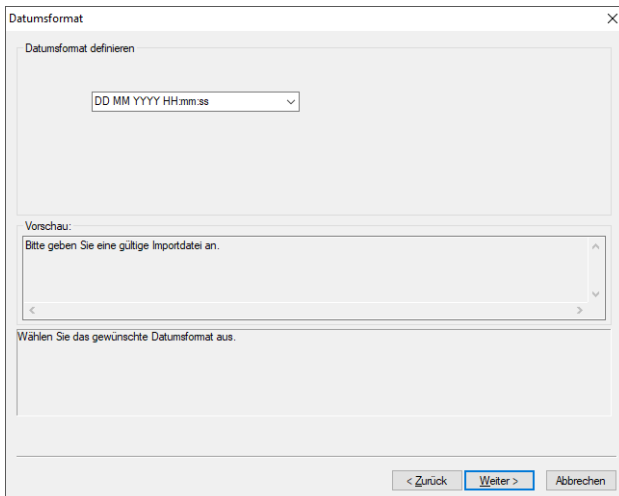 Datumsformat
Datumsformat definieren
DD MM YYYY HH:mm:ss
Vorschau:
Bitte geben Sie eine gültige Importdatei an.
Wählen Sie das gewünschte Datumsformat aus.
< Zurück
Weiter >
Abbrechen